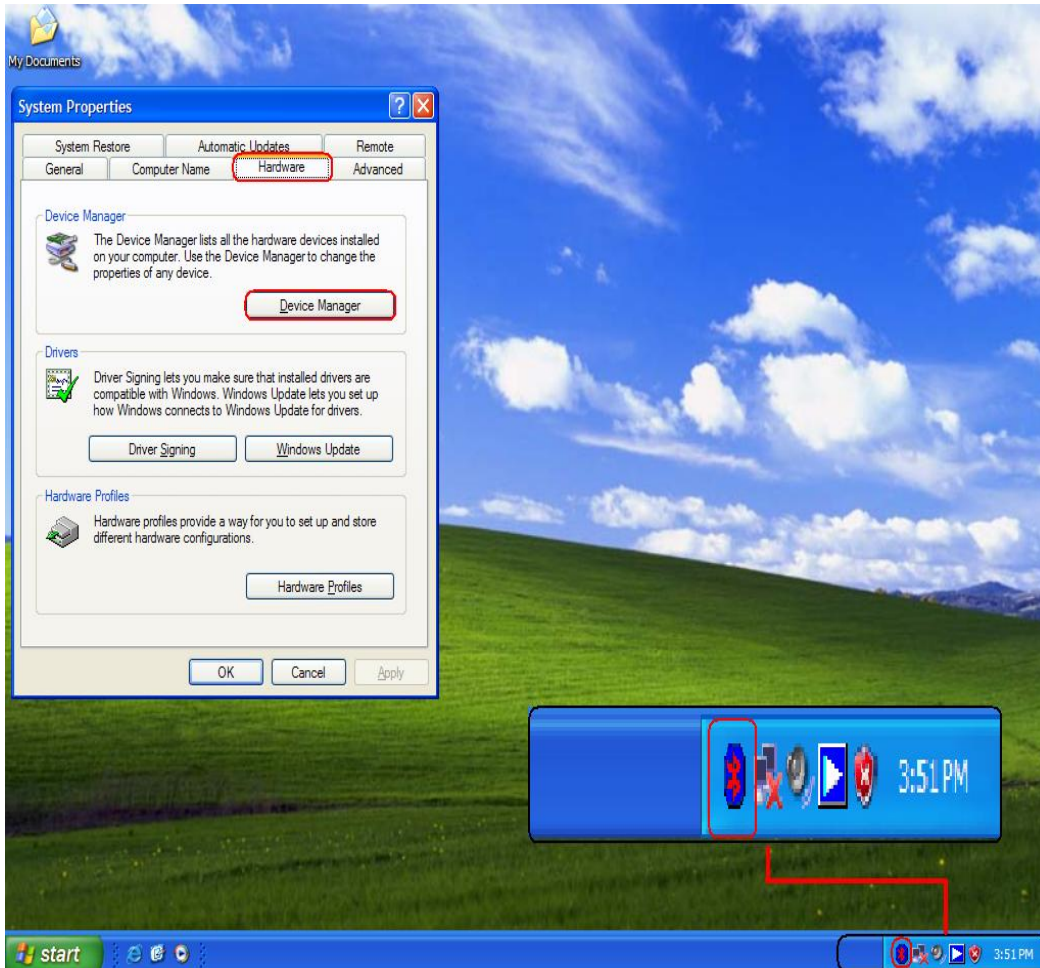 My Documents
System Properties
System Restore
Automatic Updates
Remote
General
Computer Name
Hardware
Advanced
Device Manager
The Device Manager lists all the hardware devices installed
on your computer. Use the Device Manager to change the
properties of any device.
Device Manager
Drivers
Driver Signing lets you make sure that installed drivers are
compatible with Windows. Windows Update lets you set up
how Windows connects to Windows Update for drivers.
Driver Signing
Windows Update
Hardware Profiles
Hardware profiles provide a way for you to set up and store
different hardware configurations.
Hardware Profiles
OK
Cancel
Apply
3:51 PM
start
3:51 PM